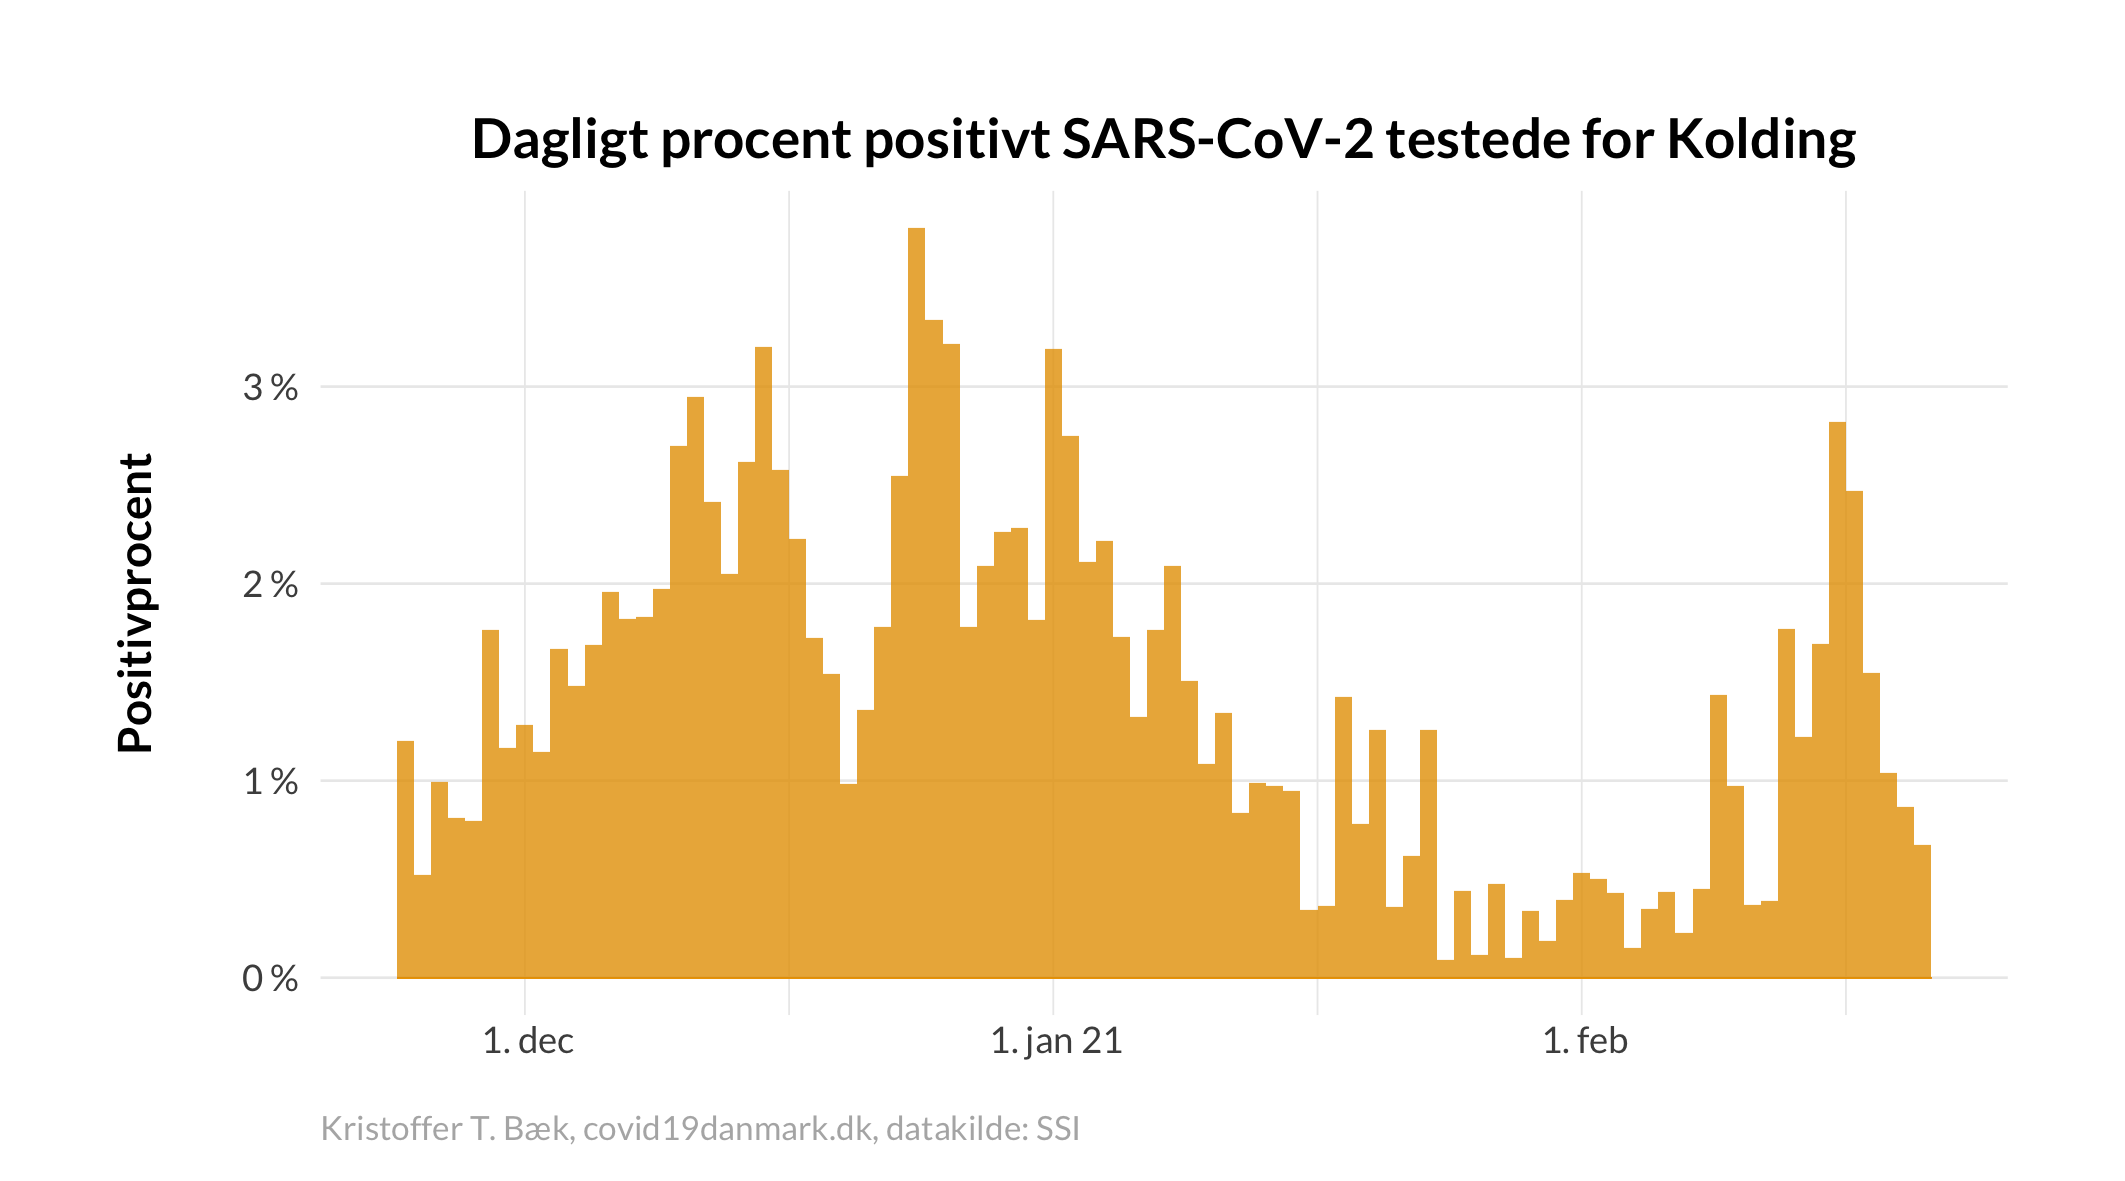 Dagligt procent positivt SARS-CoV-2 testede for Kolding
Positivprocent
3 %
2 %
1 %
0 %
1. dec
1. jan 21
1. feb
Kristoffer T. Bæk, covid19danmark.dk, datakilde: SSI